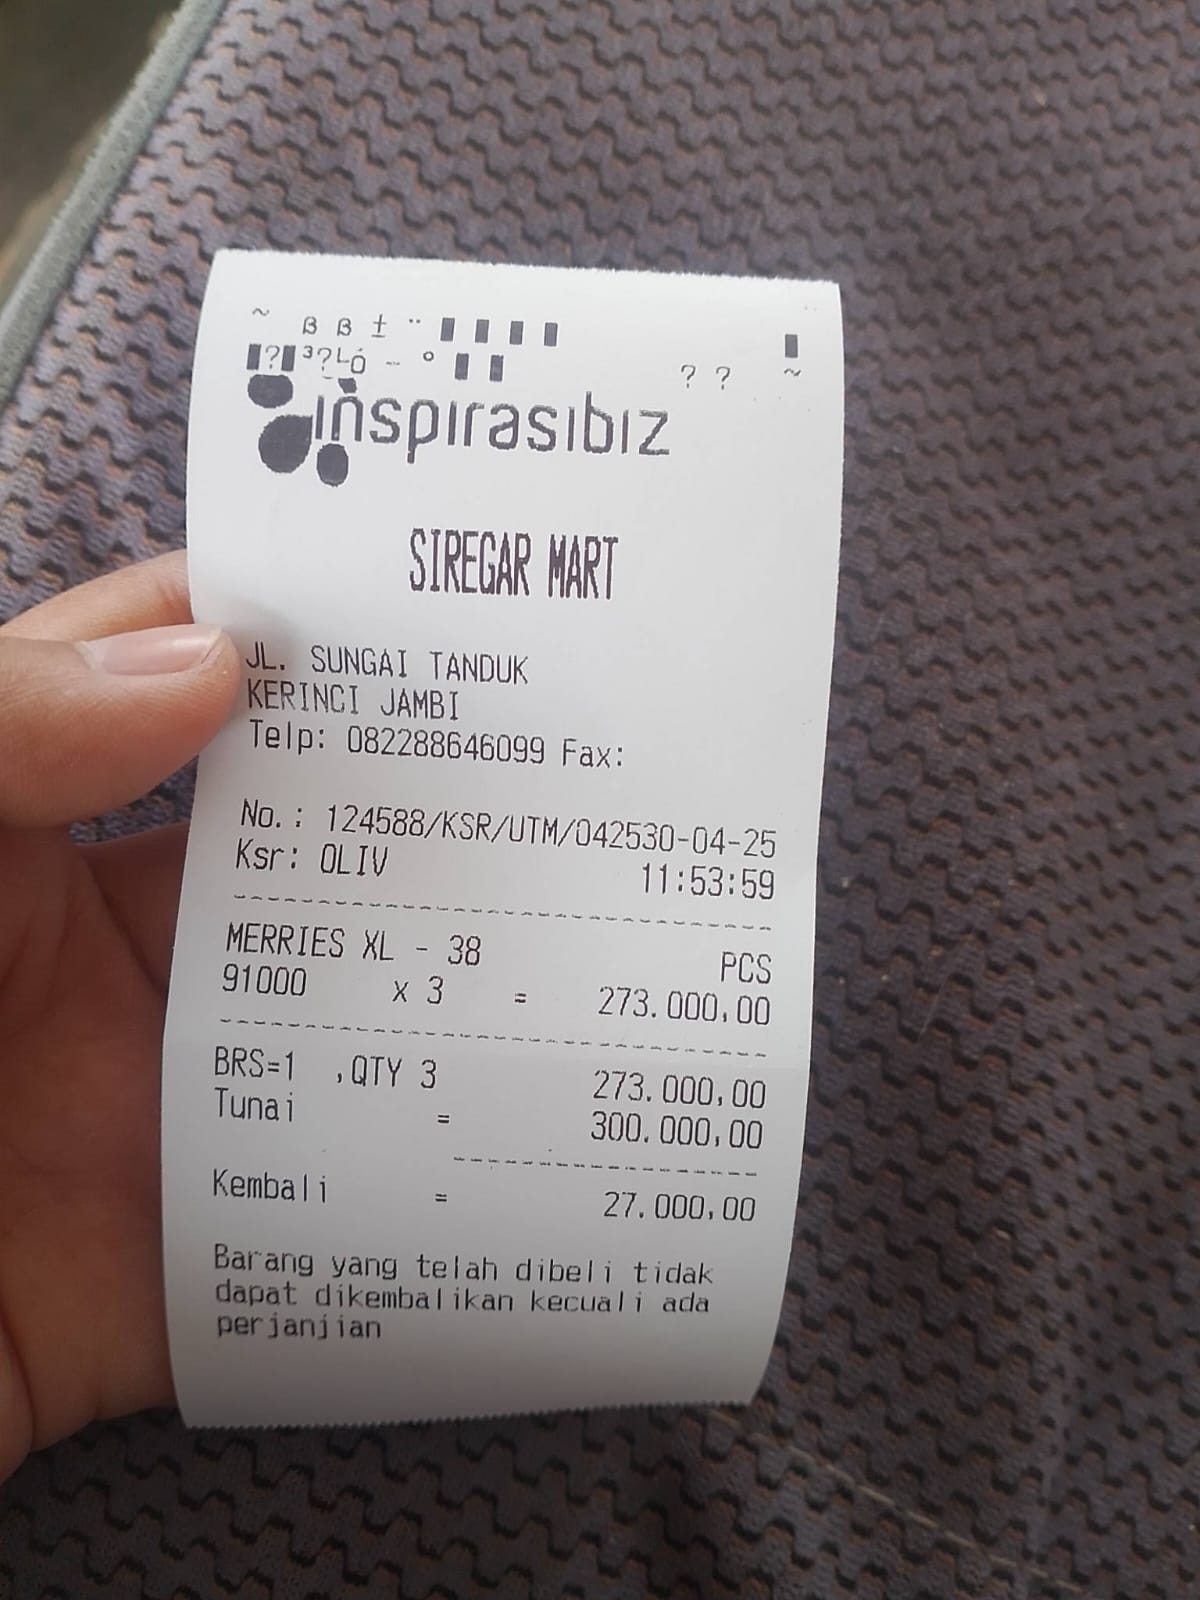 ~ ß ß ± ¨ ▮ ▮ ▮ ▮ ▮
▮?▮³?└ó - ° ▮ ▮ ? ? ~
inspirasibiz
SIREGAR MART
JL. SUNGAI TANDUK
KERINCI JAMBI
Telp: 082288646099 Fax:
No.: 124588/KSR/UTM/042530-04-25
Ksr: OLIV 11:53:59
MERRIES XL - 38 PCS
91000 x 3 = 273.000,00
BRS=1 ,QTY 3 273.000,00
Tunai = 300.000,00
Kembali = 27.000,00
Barang yang telah dibeli tidak
dapat dikembalikan kecuali ada
perjanjian